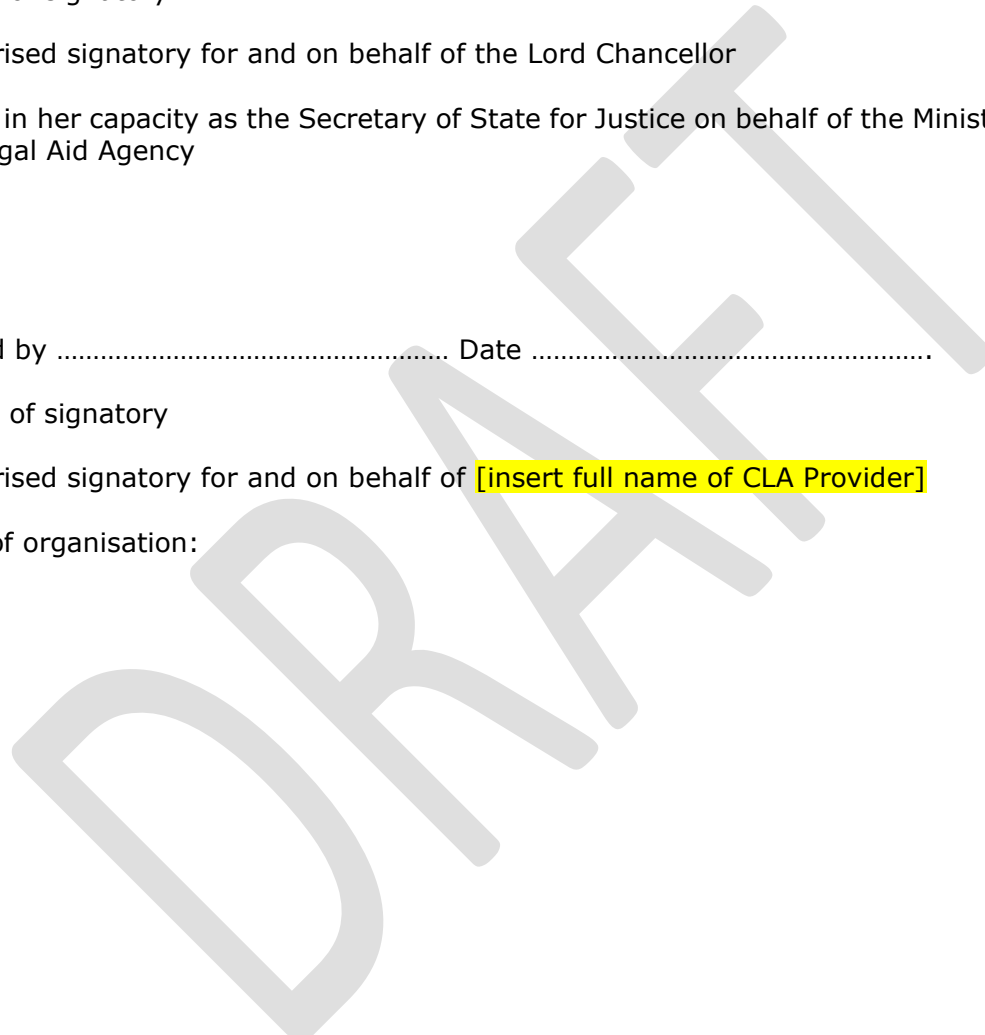 rised signatory for and on behalf of the Lord Chancellor
in her capacity as the Secretary of State for Justice on behalf of the Minist
gal Aid Agency
d by ……………………………………………… Date ……………………………………………….
of signatory
rised signatory for and on behalf of [insert full name of CLA Provider]
of organisation:
DRAFT